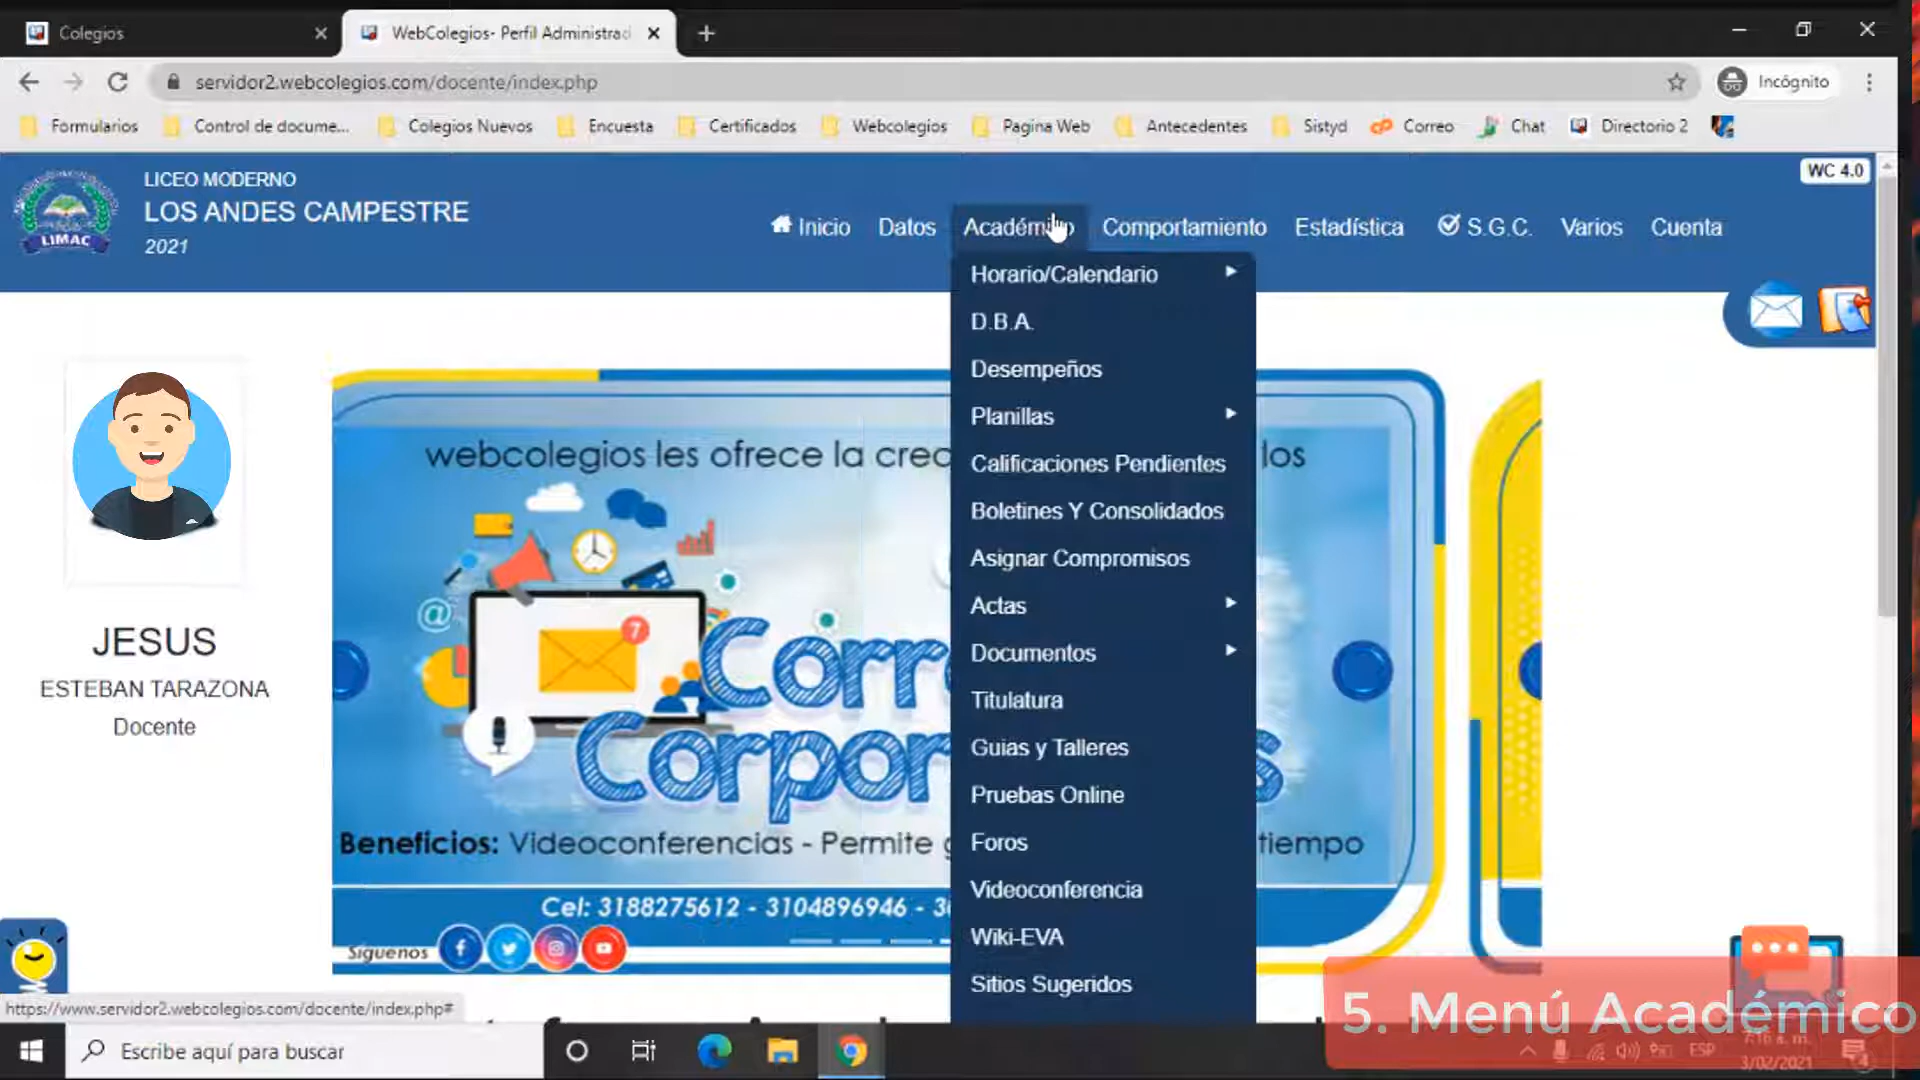 Colegios
WebColegios- Perfil Administrad
servidor2.webcolegios.com/docente/index.php
Incógnito
Formularios
Control de docume...
Colegios Nuevos
Encuesta
Certificados
Webcolegios
Pagina Web
Antecedentes
Sistyd
Correo
Chat
Directorio 2
WC 4.0
LICEO MODERNO
LOS ANDES CAMPESTRE
2021
LIMAC
Inicio
Datos
Académico
Comportamiento
Estadística
S.G.C.
Varios
Cuenta
Horario/Calendario
D.B.A.
Desempeños
Planillas
Calificaciones Pendientes
Boletines Y Consolidados
Asignar Compromisos
Actas
Documentos
Titulatura
Guias y Talleres
Pruebas Online
Foros
Videoconferencia
Wiki-EVA
Sitios Sugeridos
JESUS
ESTEBAN TARAZONA
Docente
webcolegios les ofrece la crea los
7
Corre
Corpor s
Beneficios: Videoconferencias - Permite g tiempo
Cel: 3188275612 - 3104896946 - 3
Siguenos
https://www.servidor2.webcolegios.com/docente/index.php#
5. Menú Académico
Escribe aquí para buscar
ESP
7:16 a. m.
3/02/2021